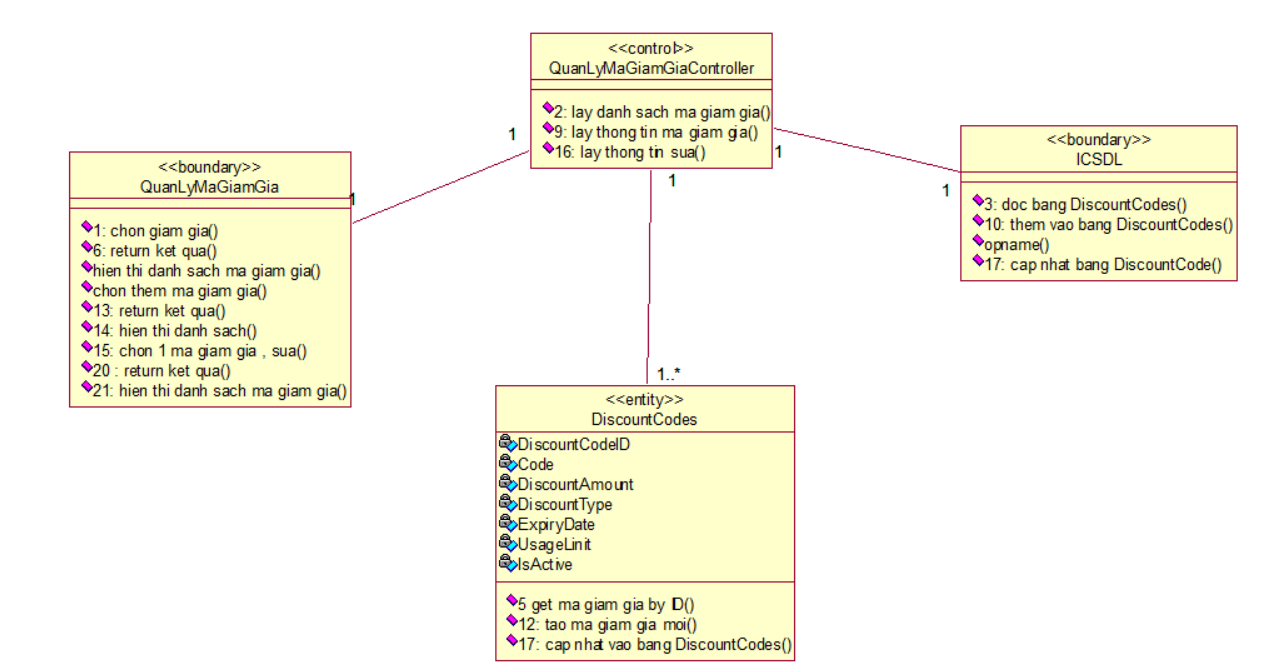 <<control>>
QuanLyMaGiamGiaController
2: lay danh sach ma giam gia()
9: lay thong tin ma giam gia()
16: lay thong tin sua()
1
1
1
<<boundary>>
QuanLyMaGiamGia
1
1: chon giam gia()
6: return ket qua()
hien thi danh sach ma giam gia()
chon them ma giam gia()
13: return ket qua()
14: hien thi danh sach()
15: chon 1 ma giam gia , sua()
20 : return ket qua()
21: hien thi danh sach ma giam gia()
<<boundary>>
ICSDL
1
3: doc bang DiscountCodes()
10: them vao bang DiscountCodes()
opname()
17: cap nhat bang DiscountCode()
1..*
<<entity>>
DiscountCodes
DiscountCodeID
Code
DiscountAmount
DiscountType
ExpiryDate
UsageLinit
IsActive
5 get ma giam gia by ID()
12: tao ma giam gia moi()
17: cap nhat vao bang DiscountCodes()